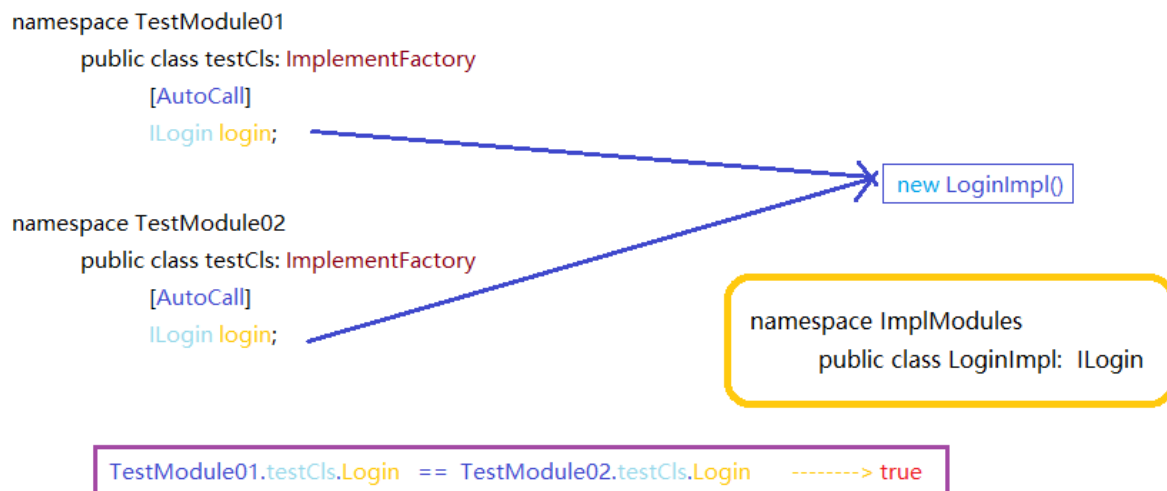 namespace TestModule01
public class testCls: ImplementFactory
[AutoCall]
ILogin login;
new LoginImpl()
namespace TestModule02
public class testCls: ImplementFactory
[AutoCall]
ILogin login;
namespace ImplModules
public class LoginImpl: ILogin
TestModule01.testCls.Login == TestModule02.testCls.Login --------> true